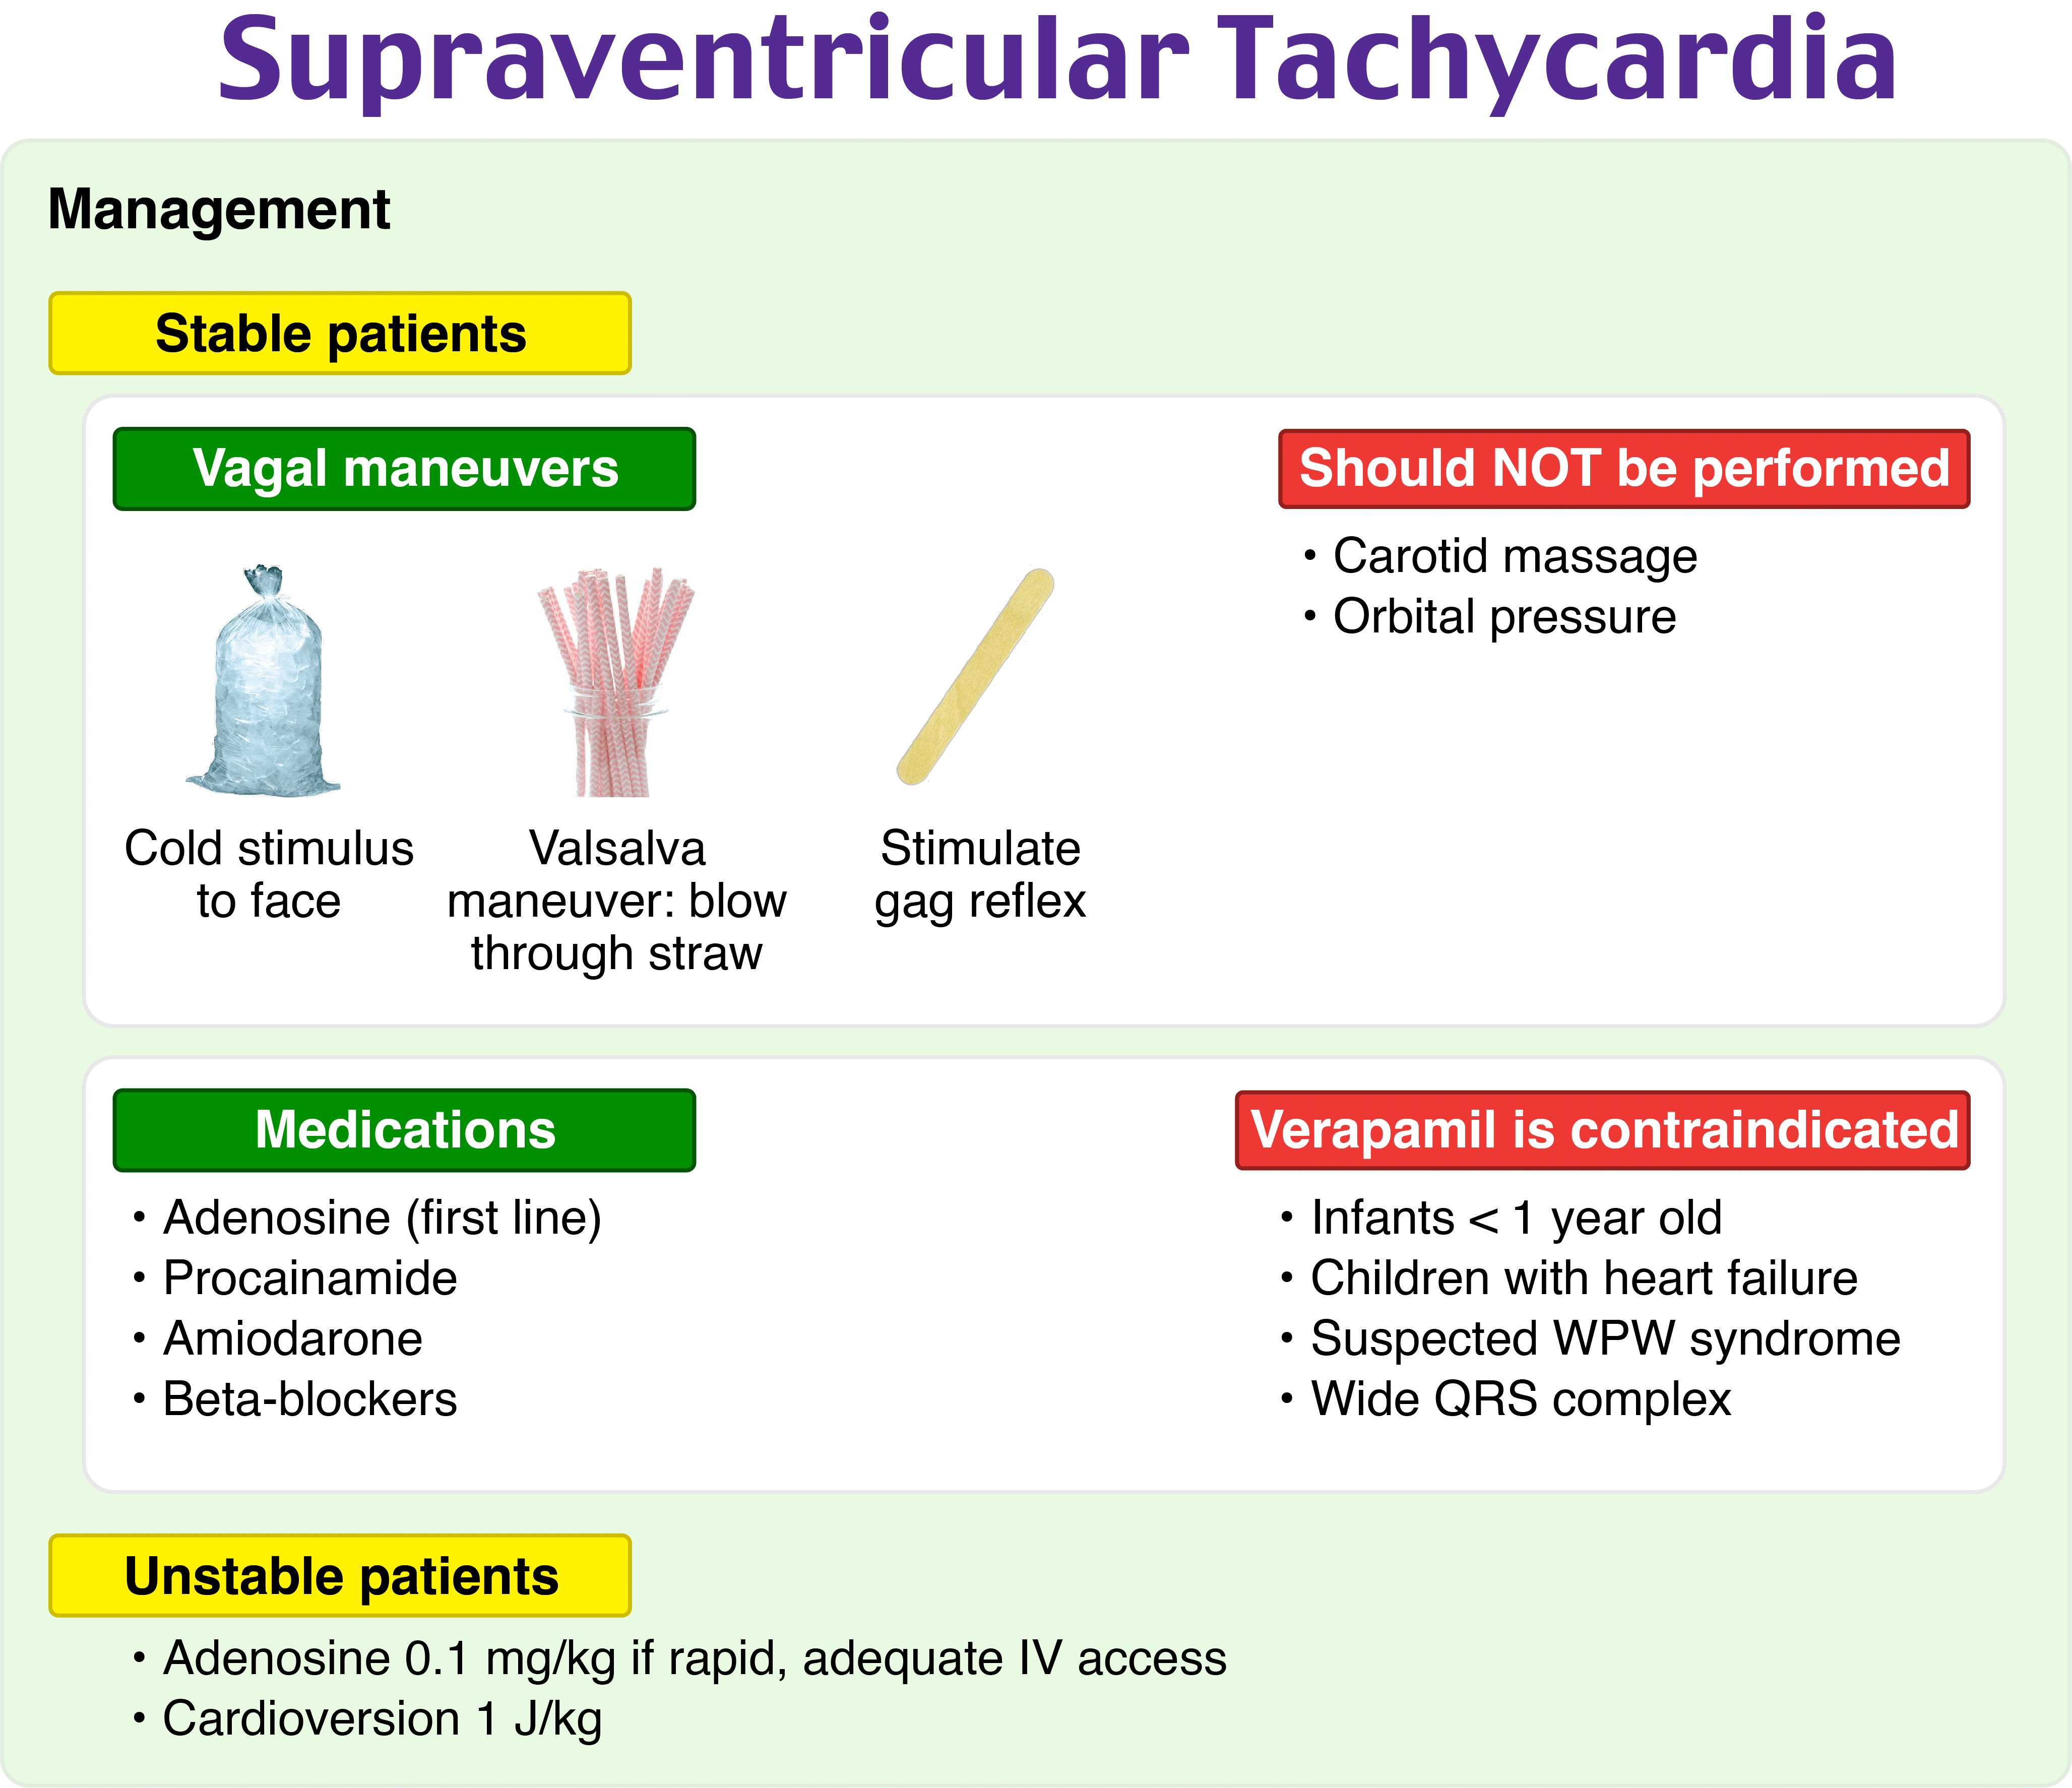 Supraventricular Tachycardia
Management
Stable patients
Vagal maneuvers
Cold stimulus
to face
Valsalva
maneuver: blow
through straw
Stimulate
gag reflex
Should NOT be performed
• Carotid massage
• Orbital pressure
Medications
• Adenosine (first line)
• Procainamide
• Amiodarone
• Beta-blockers
Verapamil is contraindicated
• Infants < 1 year old
• Children with heart failure
• Suspected WPW syndrome
• Wide QRS complex
Unstable patients
• Adenosine 0.1 mg/kg if rapid, adequate IV access
• Cardioversion 1 J/kg